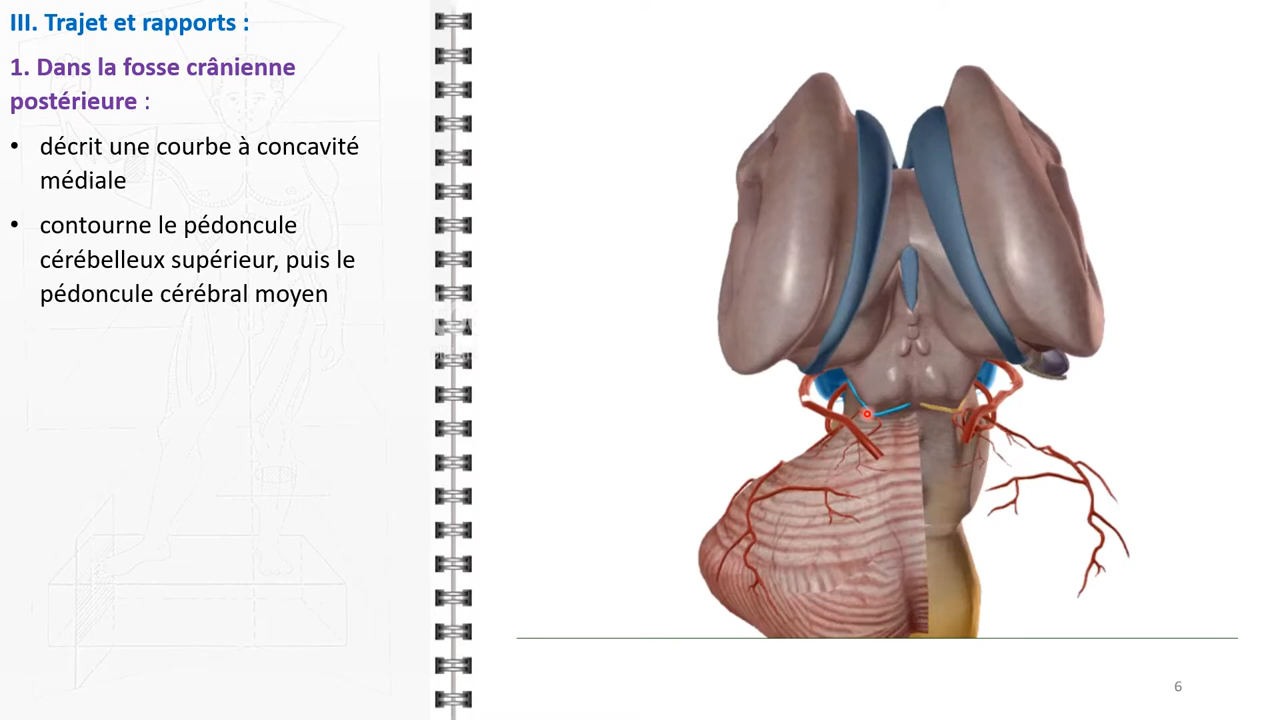 III. Trajet et rapports :
1. Dans la fosse crânienne
postérieure :
• décrit une courbe à concavité
médiale
• contourne le pédoncule
cérébelleux supérieur, puis le
pédoncule cérébral moyen
6